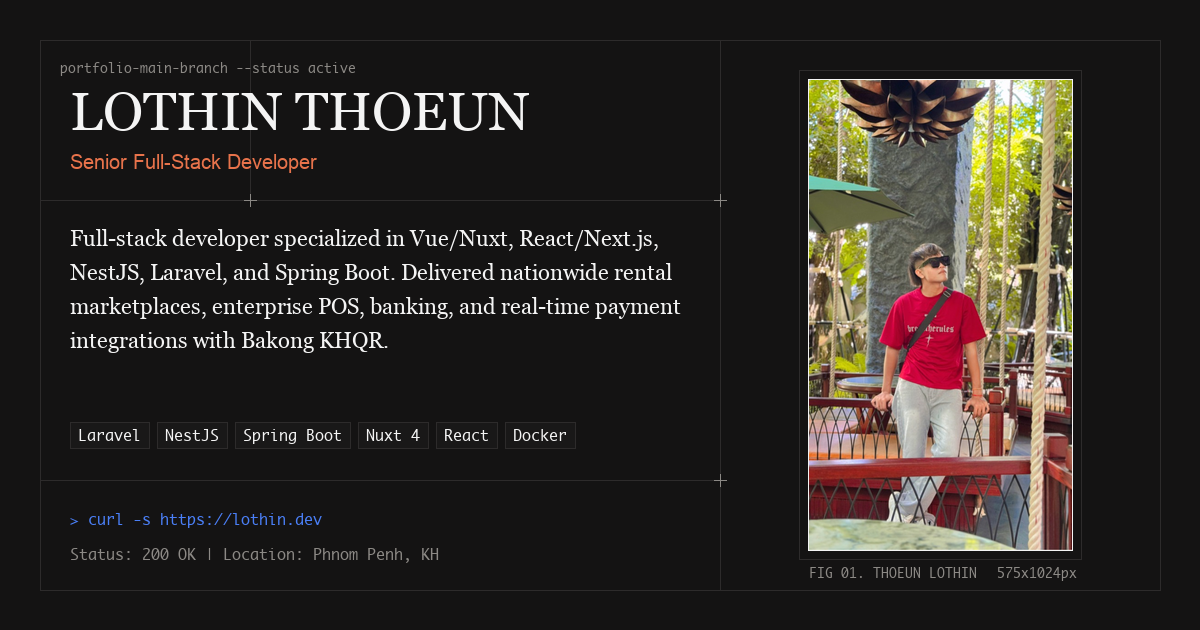 portfolio-main-branch --status active
LOTHIN THOEUN
Senior Full-Stack Developer
Full-stack developer specialized in Vue/Nuxt, React/Next.js,
NestJS, Laravel, and Spring Boot. Delivered nationwide rental
marketplaces, enterprise POS, banking, and real-time payment
integrations with Bakong KHQR.
Laravel NestJS Spring Boot Nuxt 4 React Docker
> curl -s https://lothin.dev
Status: 200 OK | Location: Phnom Penh, KH
FIG 01. THOEUN LOTHIN 575x1024px